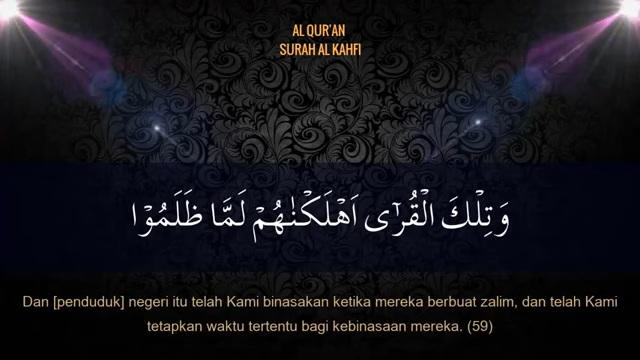 AL QUR'AN
SURAH AL KAHFI
وَتِلْكَ الْقُرٰٓى اَهْلَكْنٰهُمْ لَمَّا ظَلَمُوْا
Dan [penduduk] negeri itu telah Kami binasakan ketika mereka berbuat zalim, dan telah Kami
tetapkan waktu tertentu bagi kebinasaan mereka. (59)